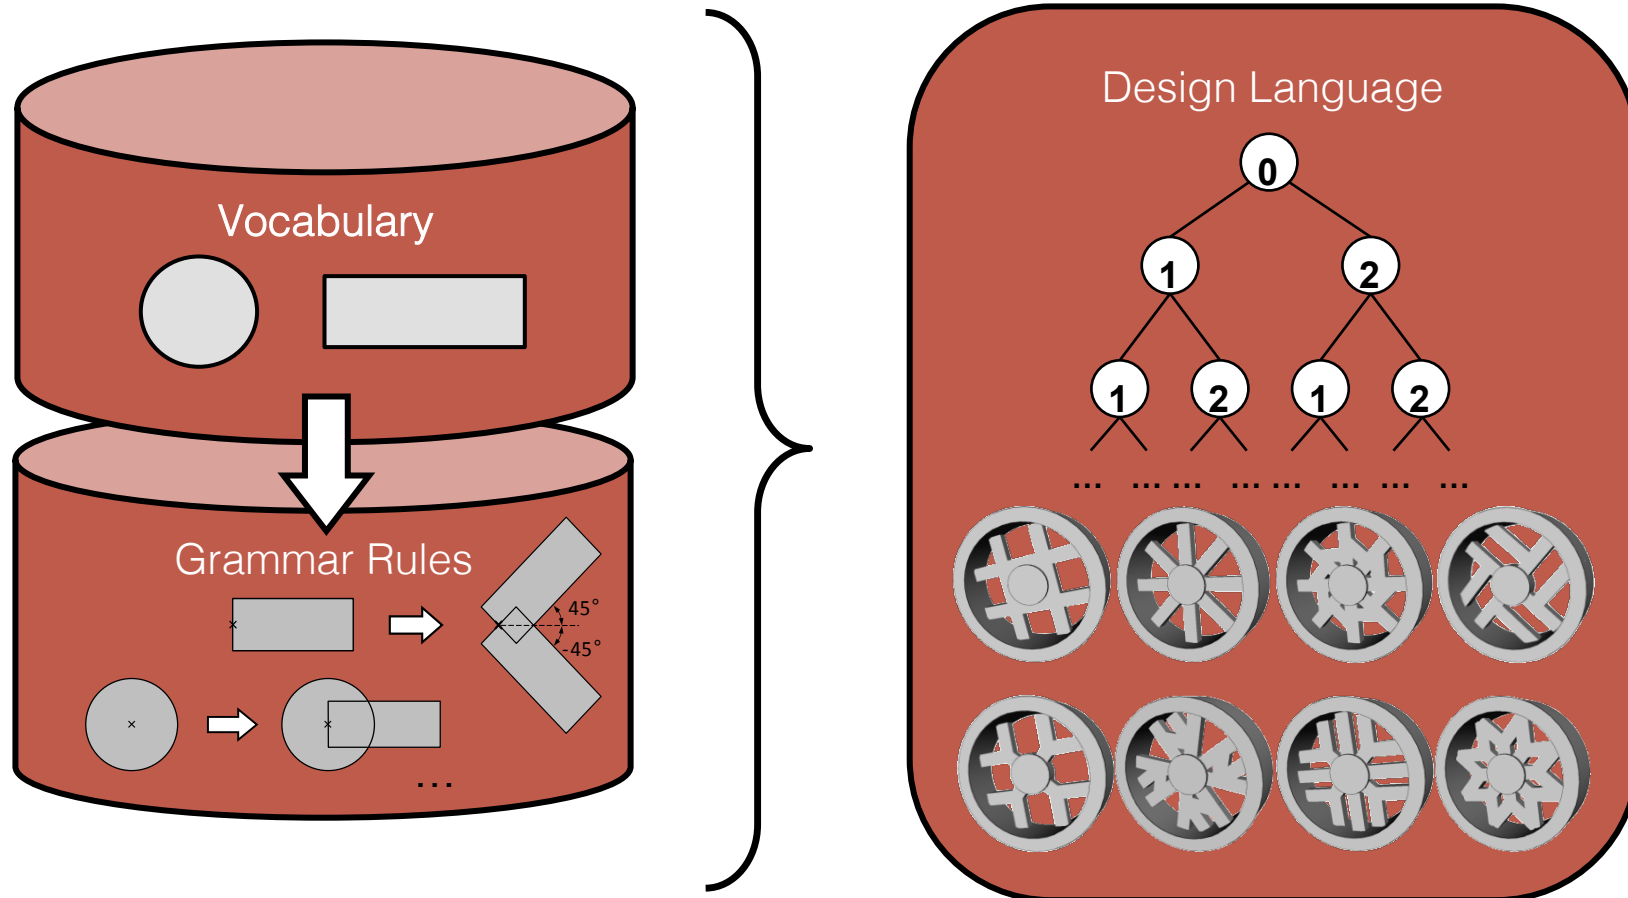 Vocabulary
Grammar Rules
45°
-45°
...
Design Language
0
1 2
1 2 1 2
... ... ... ... ... ... ... ...